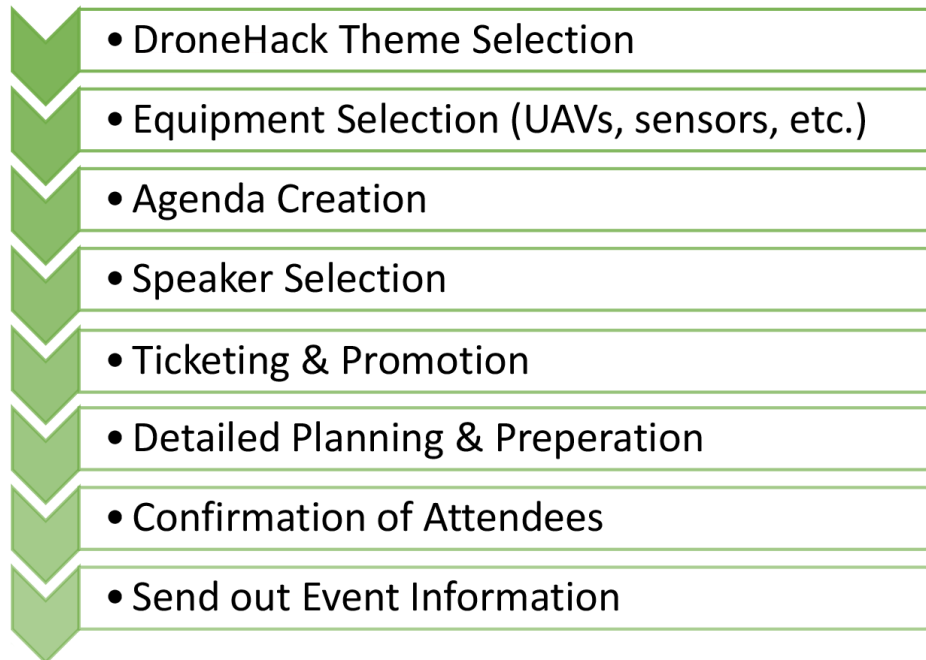 • DroneHack Theme Selection
• Equipment Selection (UAVs, sensors, etc.)
• Agenda Creation
• Speaker Selection
• Ticketing & Promotion
• Detailed Planning & Preperation
• Confirmation of Attendees
• Send out Event Information